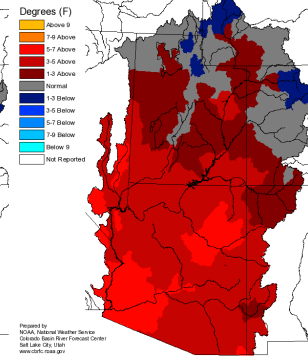 Degrees (F)
Above 9
7-9 Above
5-7 Above
3-5 Above
1-3 Above
Normal
1-3 Below
3-5 Below
5-7 Below
7-9 Below
Below 9
Not Reported
Prepared by
NOAA, National Weather Service
Colorado Basin River Forecast Center
Salt Lake City, Utah
www.cbrfc.noaa.gov